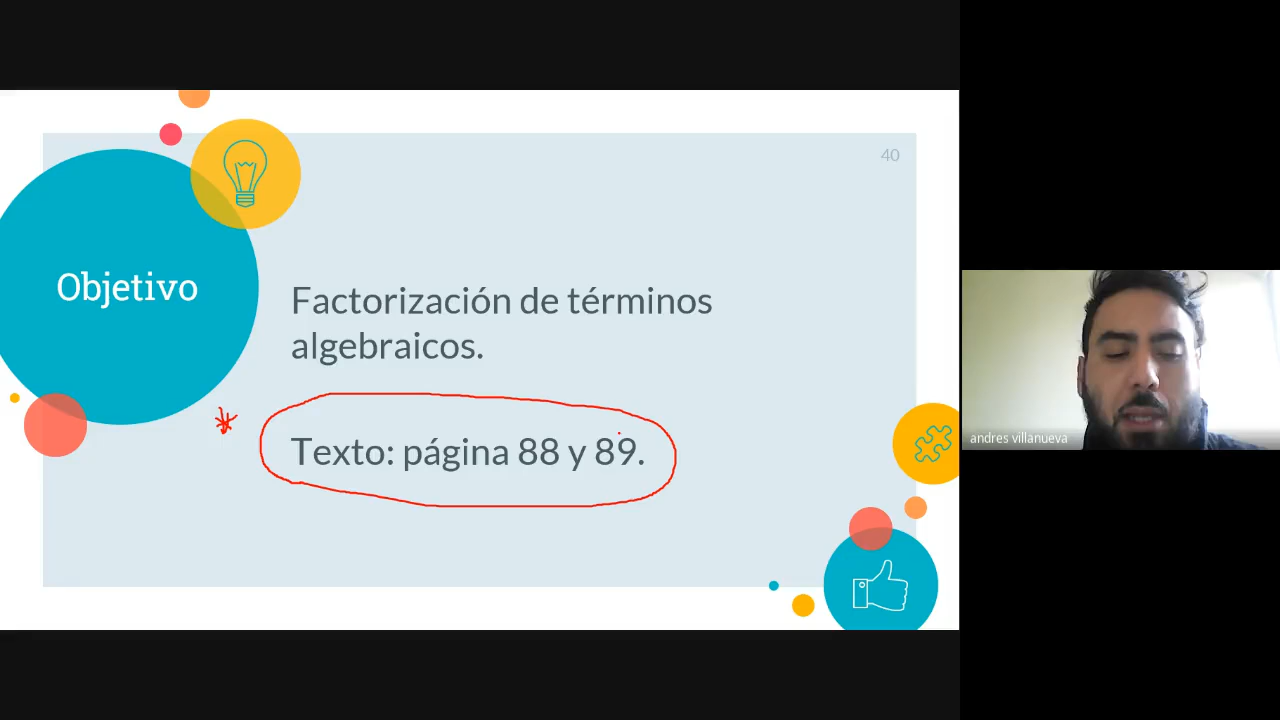 40
Objetivo
Factorización de términos
algebraicos.
Texto: página 88 y 89.
andres villanueva